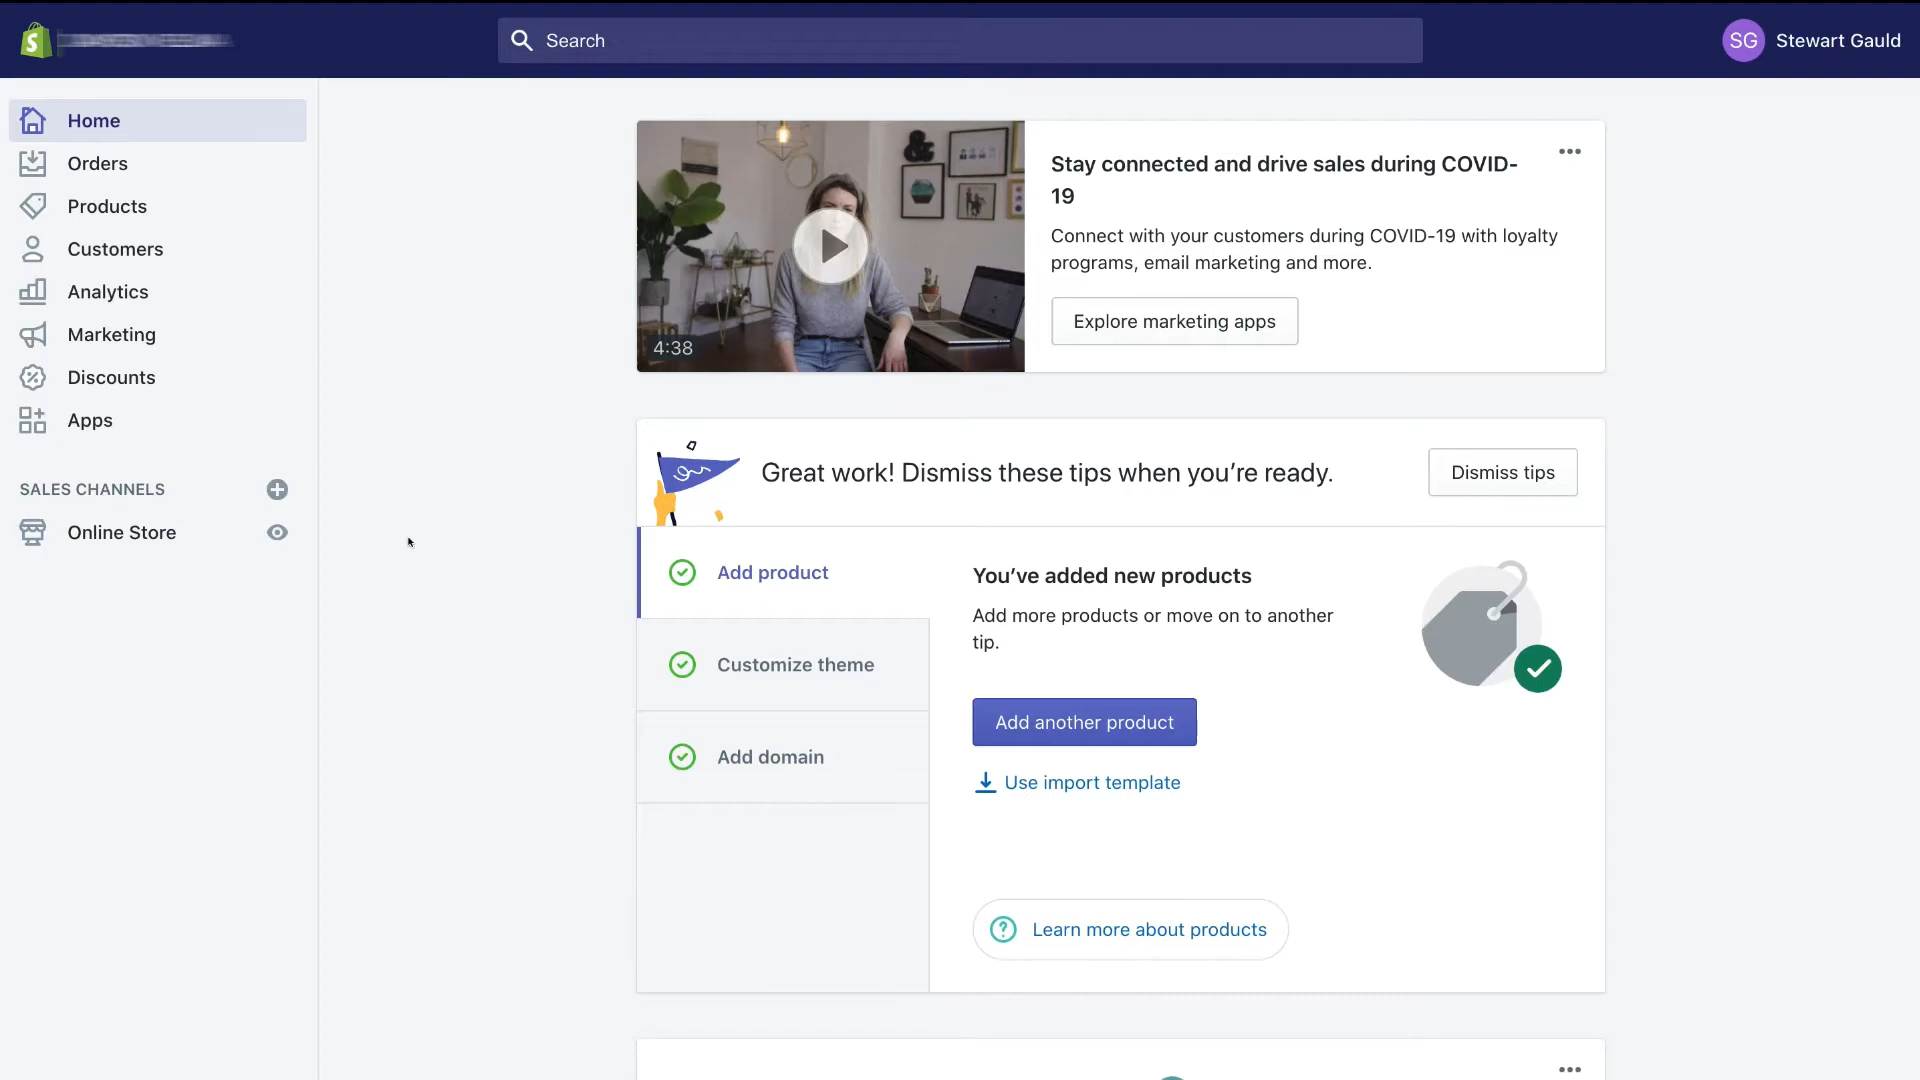 Search
SG
Stewart Gauld
Home
Orders
Products
Customers
Analytics
Marketing
Discounts
Apps
SALES CHANNELS
Online Store
4:38
Stay connected and drive sales during COVID-
19
Connect with your customers during COVID-19 with loyalty
programs, email marketing and more.
Explore marketing apps
Great work! Dismiss these tips when you’re ready.
Dismiss tips
Add product
Customize theme
Add domain
You’ve added new products
Add more products or move on to another
tip.
Add another product
Use import template
Learn more about products